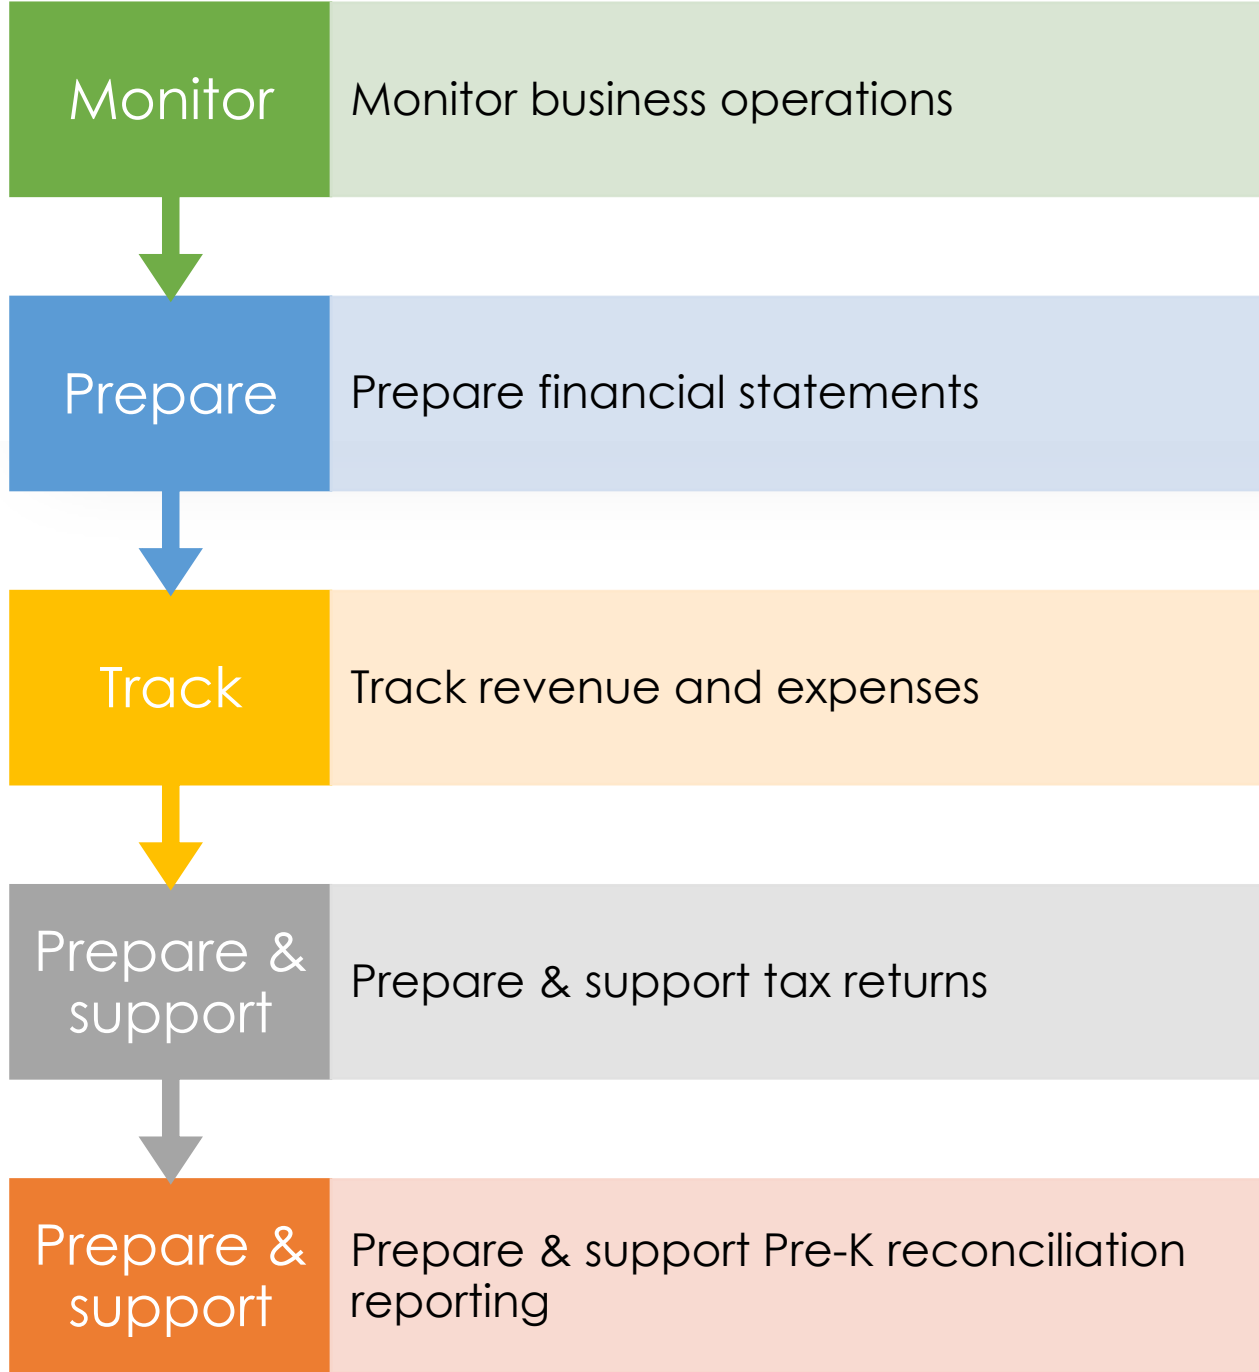 Monitor
Monitor business operations
Prepare
Prepare financial statements
Track
Track revenue and expenses
Prepare &
support
Prepare & support tax returns
Prepare &
support
Prepare & support Pre-K reconciliation
reporting